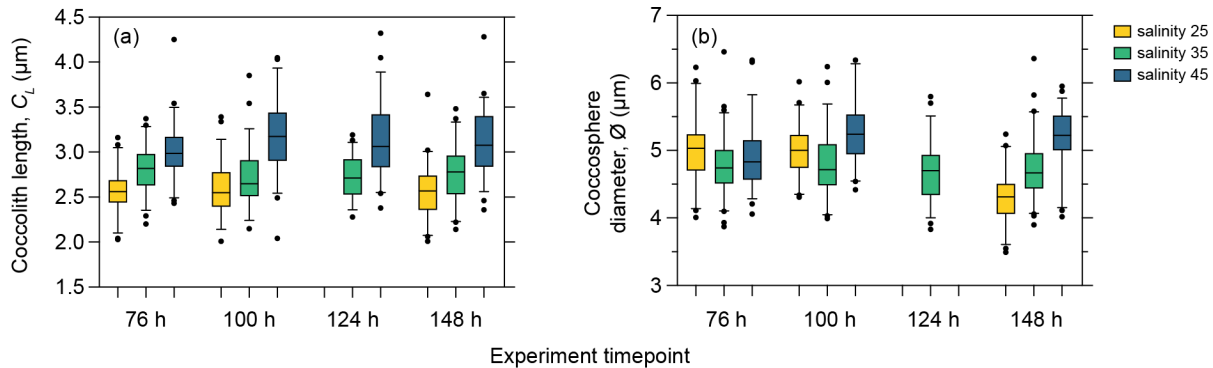 (a)
Coccolith length, C_L (μm)
4.5
4.0
3.5
3.0
2.5
2.0
1.5
76 h
100 h
124 h
148 h
(b)
Coccosphere
diameter, Ø (μm)
7
6
5
4
3
76 h
100 h
124 h
148 h
salinity 25
salinity 35
salinity 45
Experiment timepoint